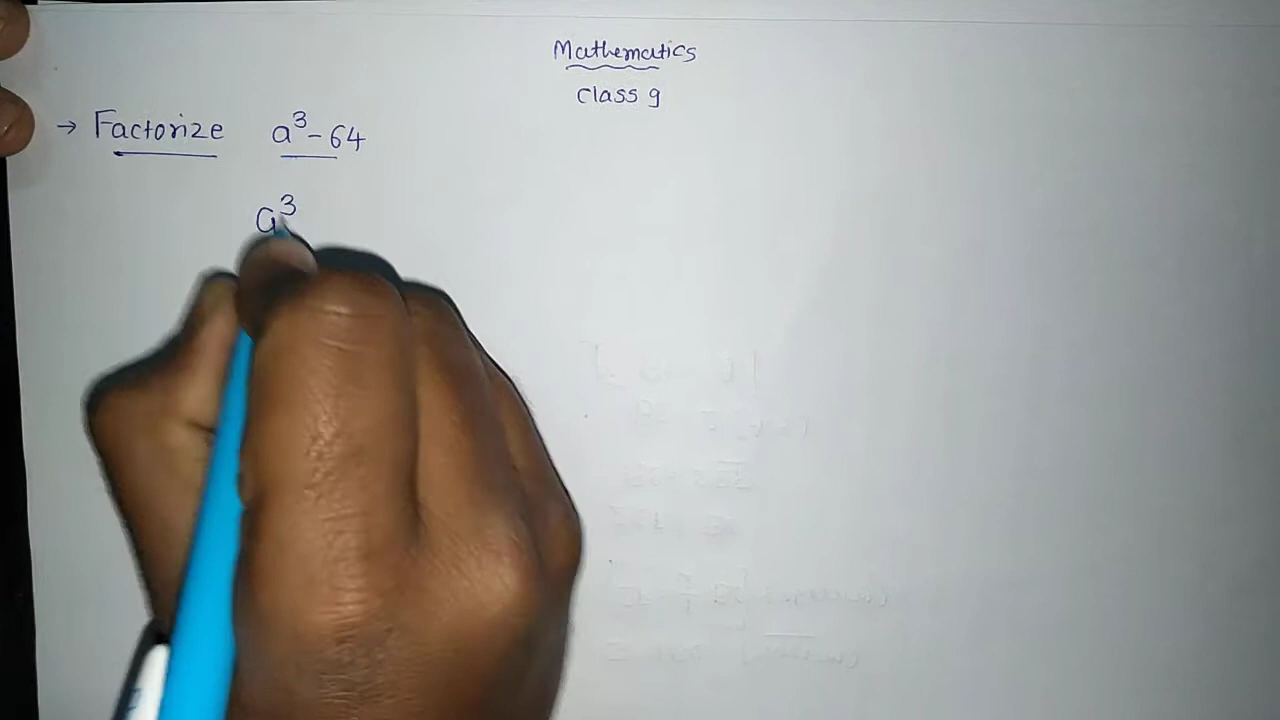 Mathematics
Class 9
→ Factorize a³-64
a³